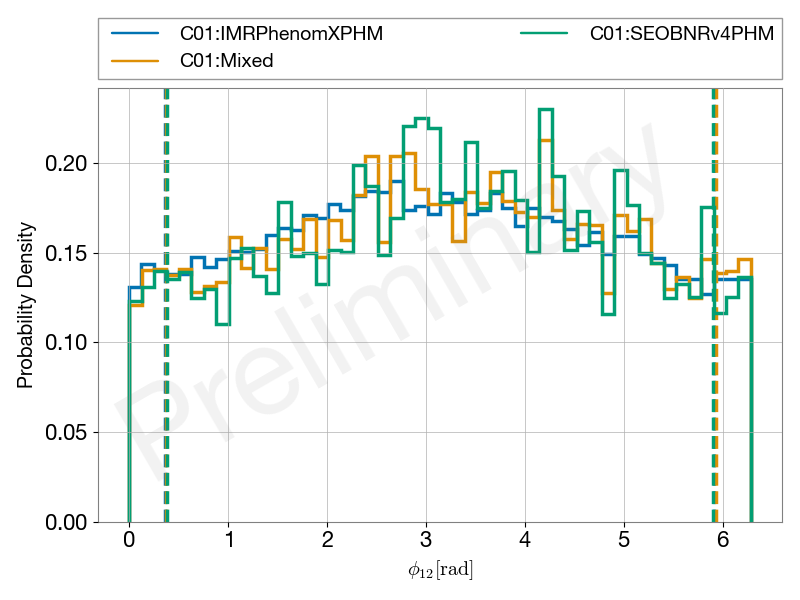 C01:IMRPhenomXPHM
C01:Mixed
C01:SEOBNRv4PHM
Preliminary
Probability Density
0.20
0.15
0.10
0.05
0.00
0 1 2 3 4 5 6
ϕ₁₂[rad]